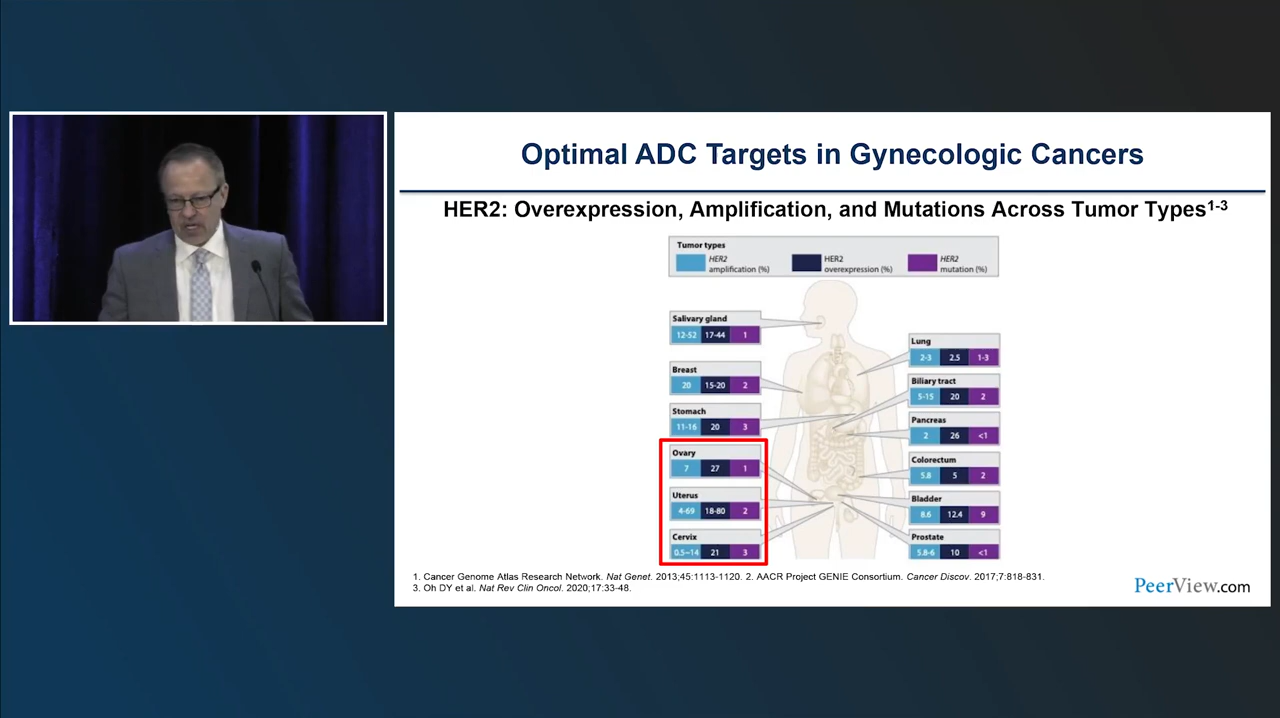 Optimal ADC Targets in Gynecologic Cancers
HER2: Overexpression, Amplification, and Mutations Across Tumor Types1-3
Tumor types
HER2 amplification (%)
HER2 overexpression (%)
HER2 mutation (%)
Salivary gland
12-52 17-44 1
Breast
20 15-20 2
Stomach
11-16 20 3
Ovary
7 27 1
Uterus
4-69 18-80 2
Cervix
0.5–14 21 3
Lung
2-3 2.5 1-3
Biliary tract
5-15 20 2
Pancreas
2 26 <1
Colorectum
5.8 5 2
Bladder
8.6 12.4 9
Prostate
5.8-6 10 <1
1. Cancer Genome Atlas Research Network. Nat Genet. 2013;45:1113-1120. 2. AACR Project GENIE Consortium. Cancer Discov. 2017;7:818-831.
3. Oh DY et al. Nat Rev Clin Oncol. 2020;17:33-48.
PeerView.com